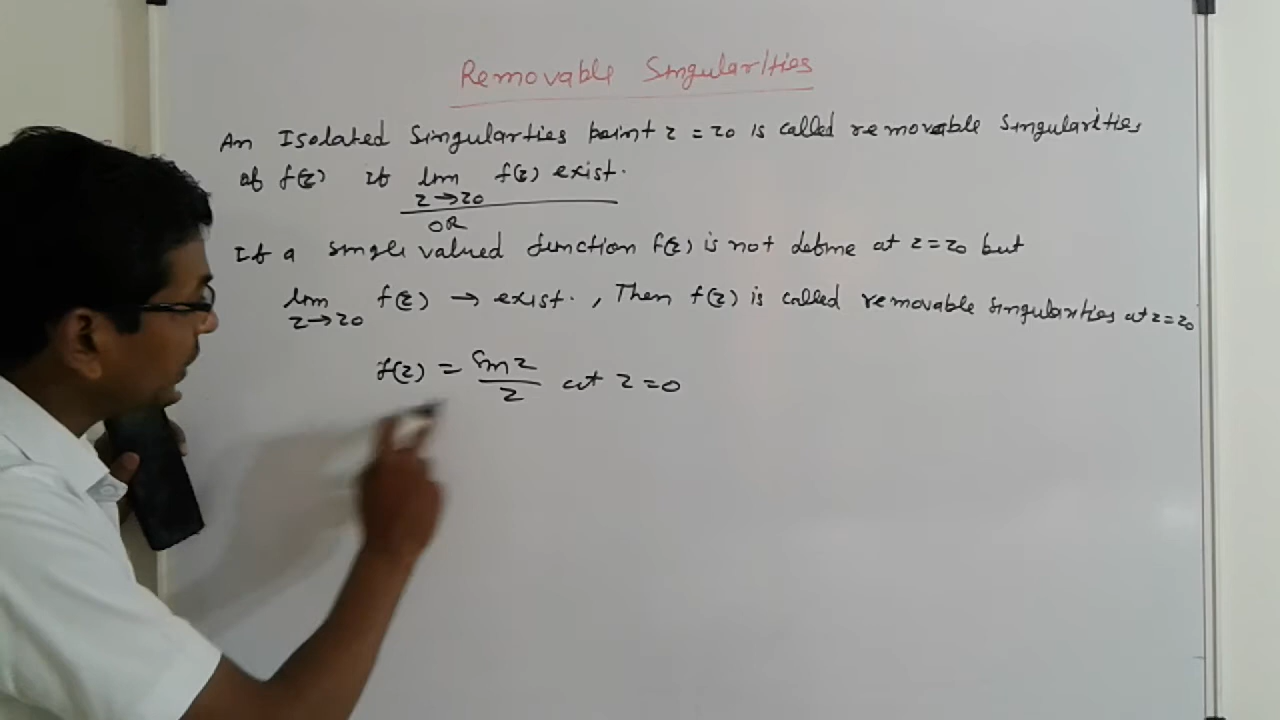 Removable Singularities
An Isolated Singularties point z = z0 is called removable Singularities
of f(z) if lim z→z0 f(z) exist.
OR
If a single valued function f(z) is not define at z = z0 but
lim z→z0 f(z) → exist. , Then f(z) is called removable singularities at z = z0
f(z) = Sinz/z at z = 0